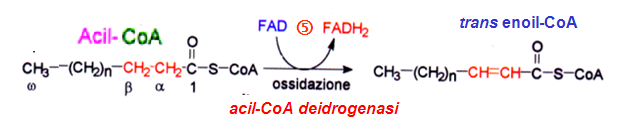 Acil-CoA
FAD ⑤ FADH₂
trans enoil-CoA
O
CH₃–(CH₂)n–CH₂-CH₂-C-S-CoA
ω β α 1
ossidazione
acil-CoA deidrogenasi
O
CH₃–(CH₂)n–CH=CH-C-S-CoA